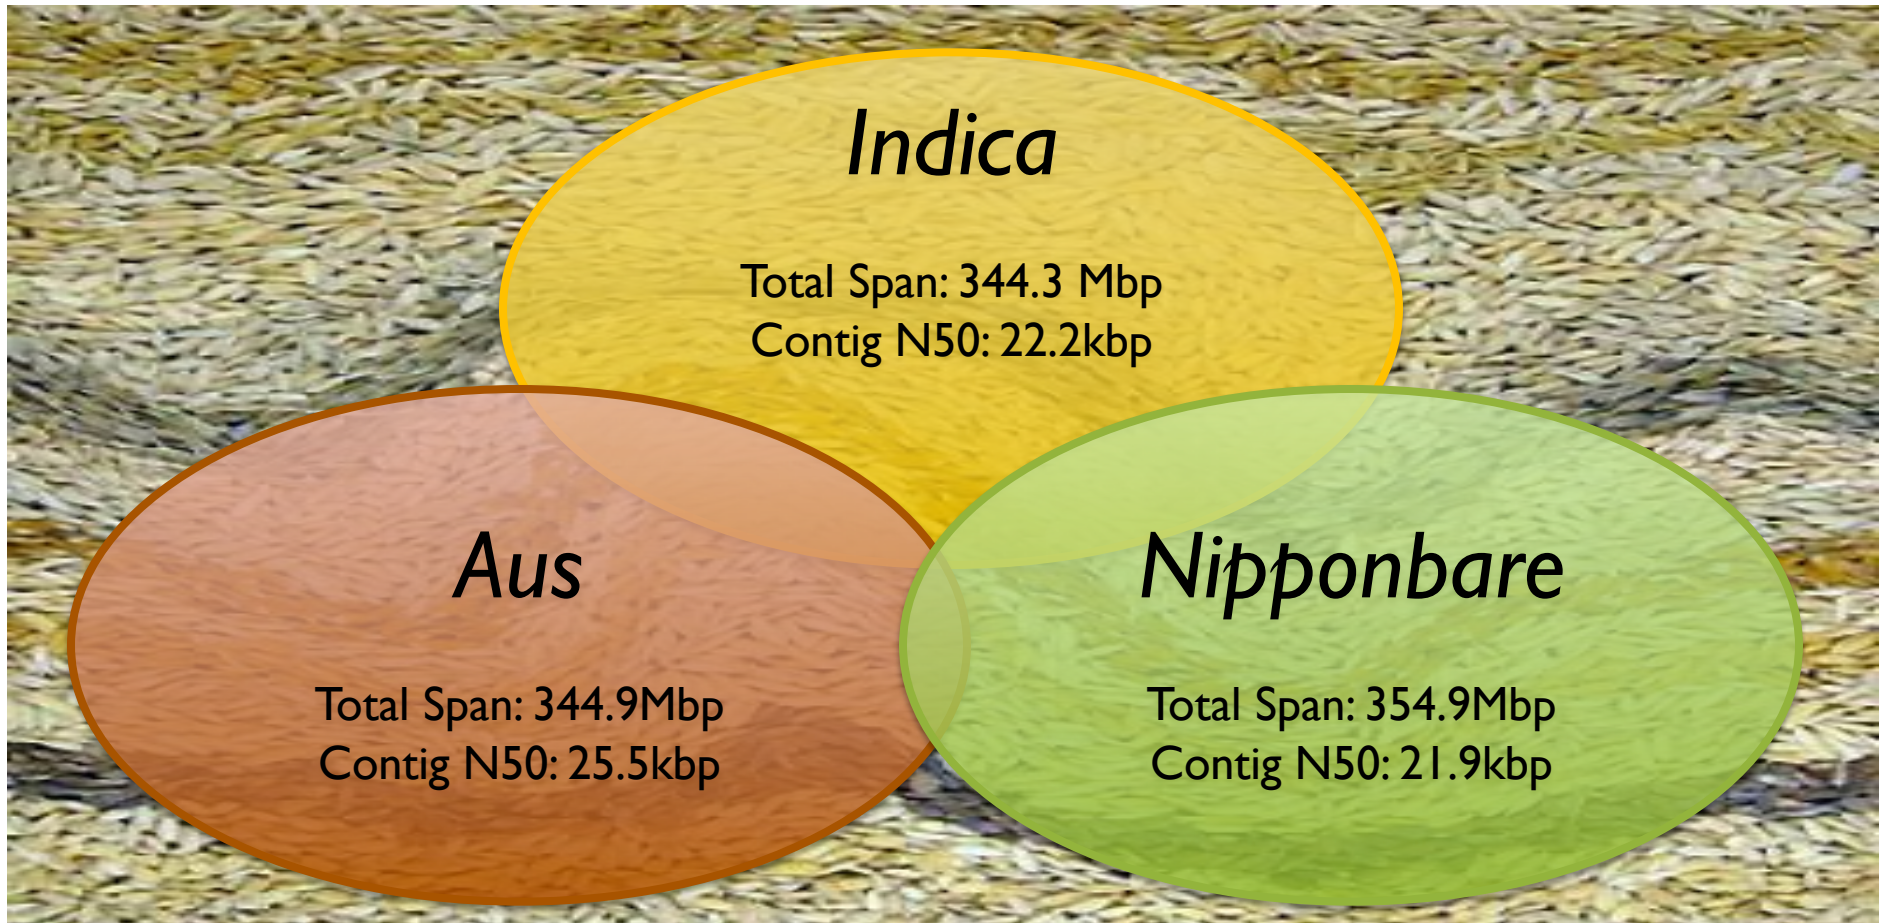 Indica
Total Span: 344.3 Mbp
Contig N50: 22.2kbp
Aus
Total Span: 344.9Mbp
Contig N50: 25.5kbp
Nipponbare
Total Span: 354.9Mbp
Contig N50: 21.9kbp